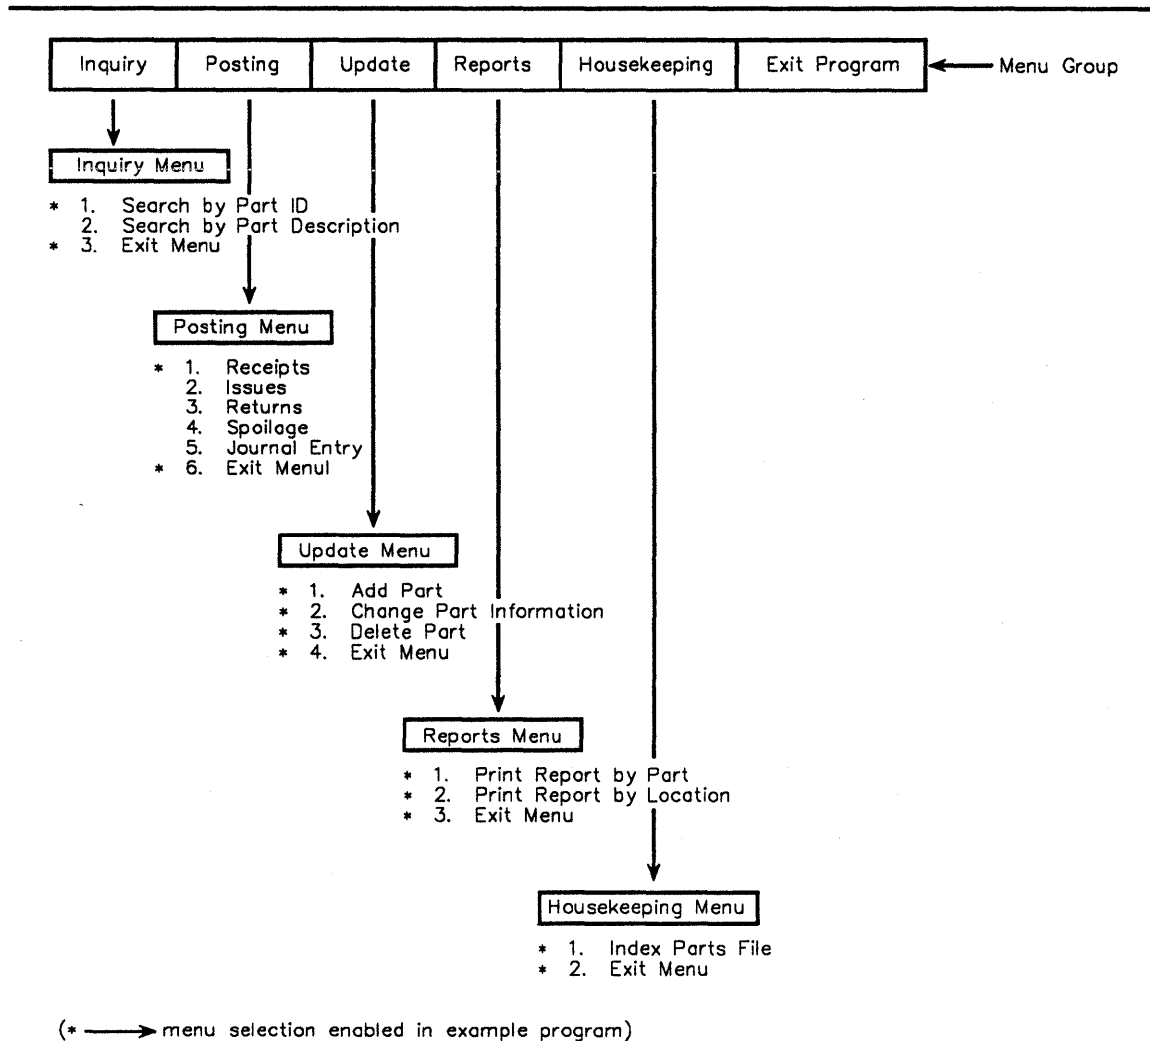 Inquiry Posting Update Reports Housekeeping Exit Program Menu Group
Inquiry Menu
* 1. Search by Part ID
2. Search by Part Description
* 3. Exit Menu
Posting Menu
* 1. Receipts
2. Issues
3. Returns
4. Spoilage
5. Journal Entry
* 6. Exit Menul
Update Menu
* 1. Add Part
* 2. Change Part Information
* 3. Delete Part
* 4. Exit Menu
Reports Menu
* 1. Print Report by Part
* 2. Print Report by Location
* 3. Exit Menu
Housekeeping Menu
* 1. Index Parts File
* 2. Exit Menu
(* menu selection enabled in example program)